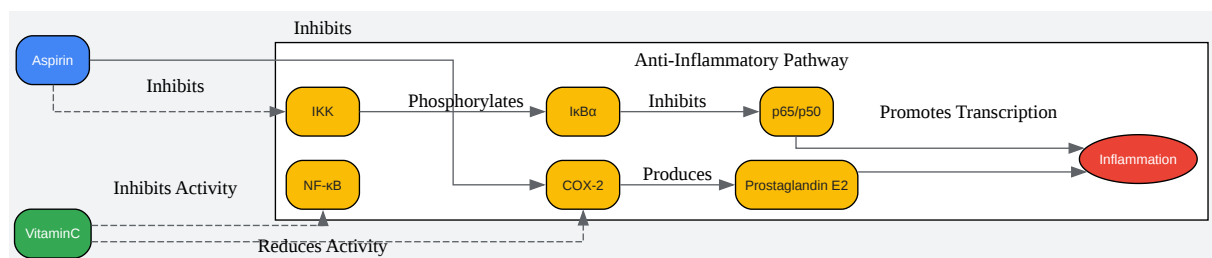 Inhibits
Anti-Inflammatory Pathway
Aspirin
Inhibits
IKK
Phosphorylates
IκBα
Inhibits
p65/p50
Promotes Transcription
Inflammation
Inhibits Activity
NF-κB
COX-2
Produces
Prostaglandin E2
VitaminC
Reduces Activity